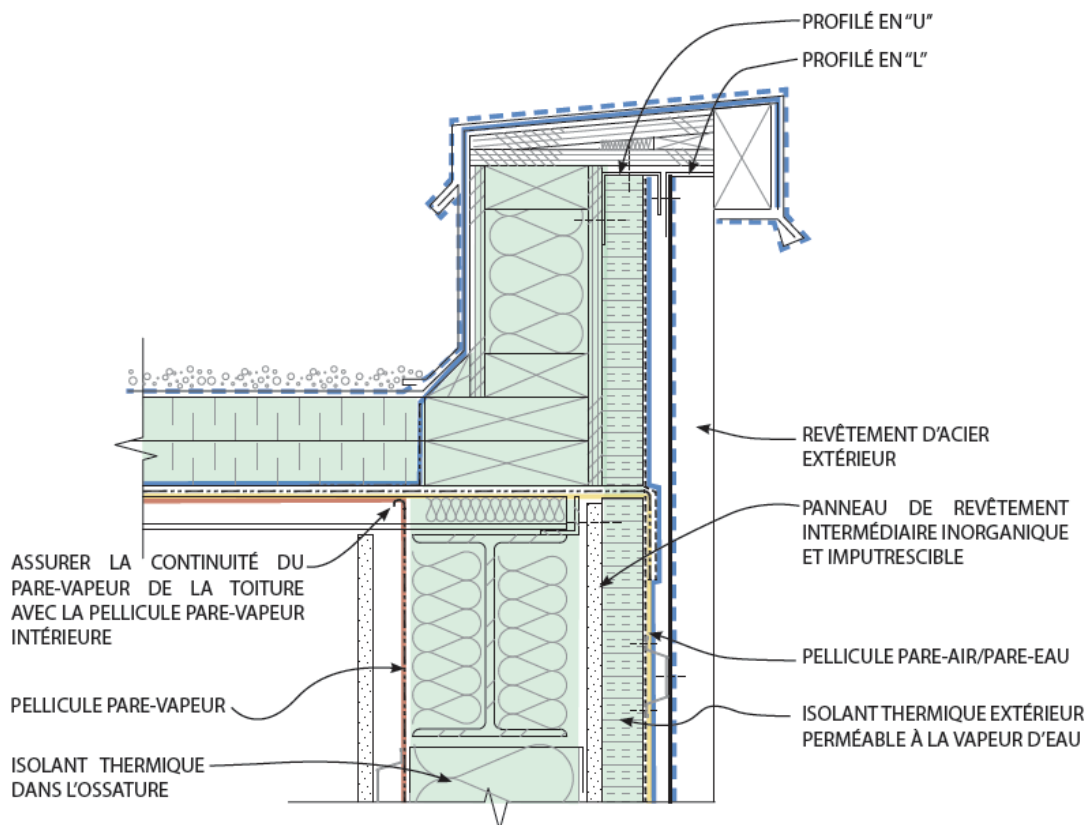 PROFILÉ EN “U”
PROFILÉ EN “L”
REVÊTEMENT D’ACIER
EXTÉRIEUR
PANNEAU DE REVÊTEMENT
INTERMÉDIAIRE INORGANIQUE
ET IMPUTRESCIBLE
ASSURER LA CONTINUITÉ DU
PARE-VAPEUR DE LA TOITURE
AVEC LA PELLICULE PARE-VAPEUR
INTÉRIEURE
PELLICULE PARE-AIR/PARE-EAU
PELLICULE PARE-VAPEUR
ISOLANT THERMIQUE EXTÉRIEUR
PERMÉABLE À LA VAPEUR D’EAU
ISOLANT THERMIQUE
DANS L’OSSATURE